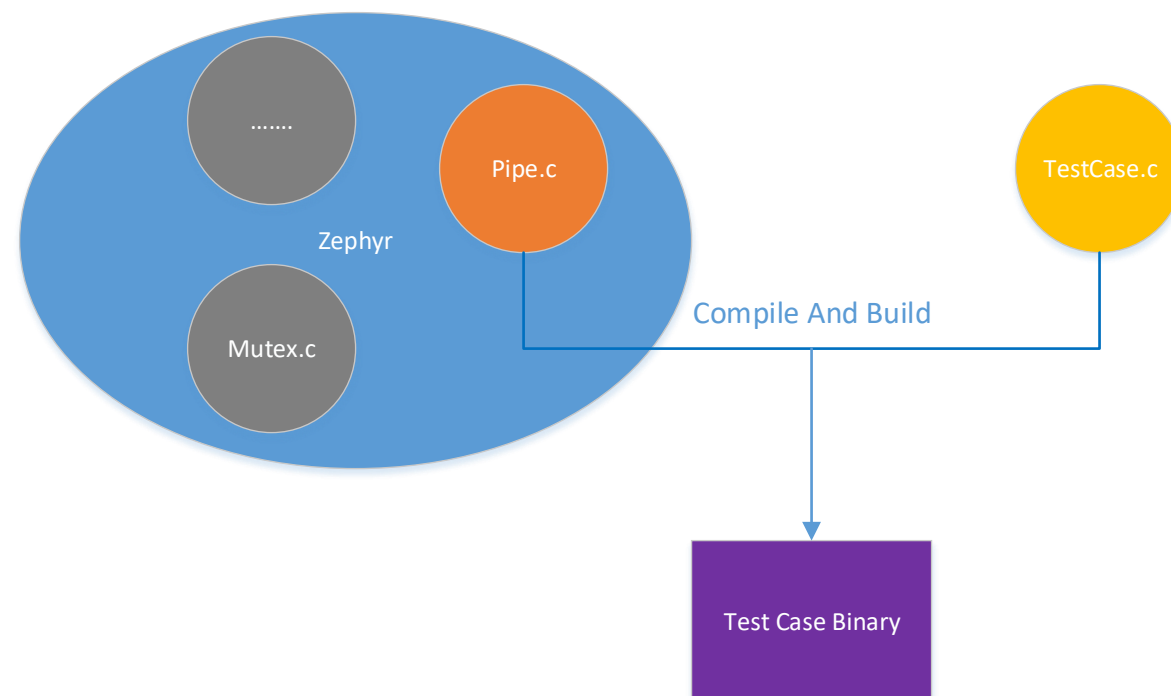 …….
Pipe.c
TestCase.c
Zephyr
Compile And Build
Mutex.c
Test Case Binary